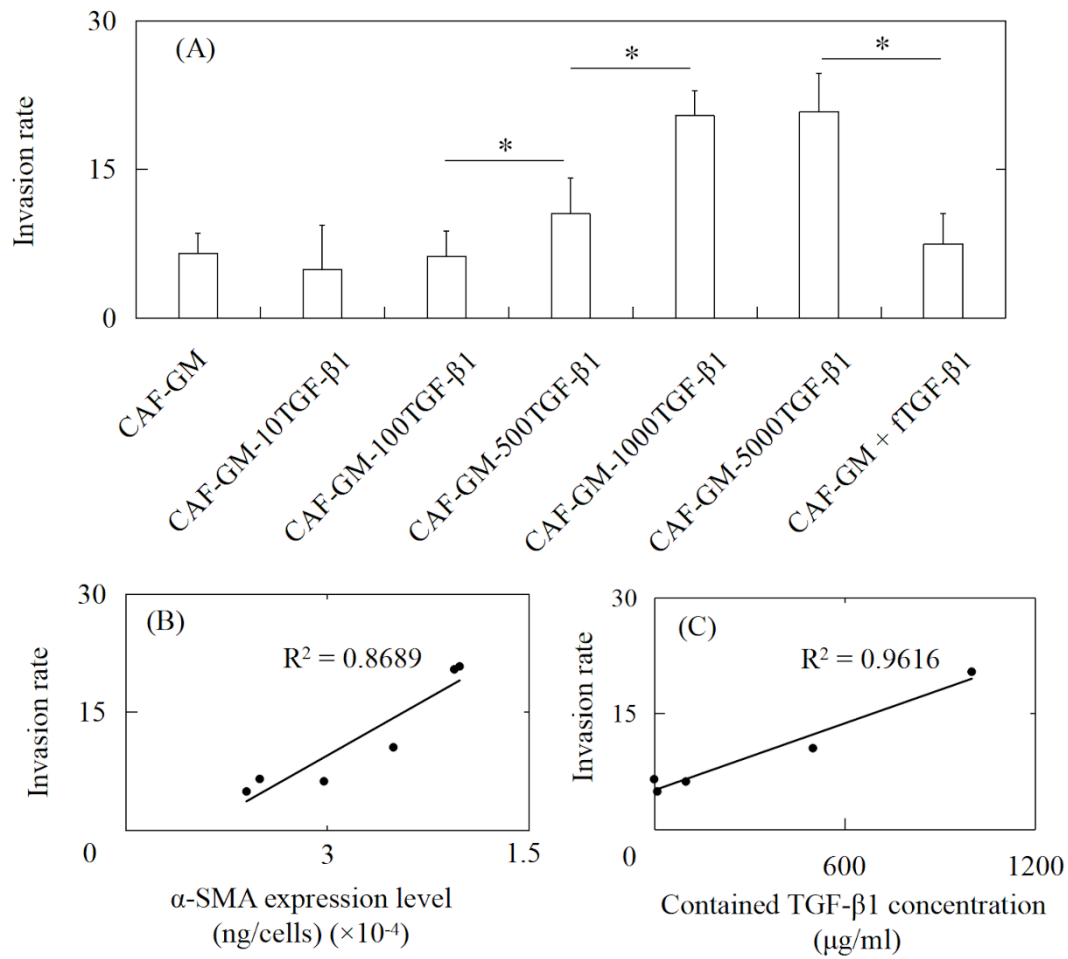 30
(A)
*
*
*
15
0
Invasion rate
CAF-GM
CAF-GM-10TGF-β1
CAF-GM-100TGF-β1
CAF-GM-500TGF-β1
CAF-GM-1000TGF-β1
CAF-GM-5000TGF-β1
CAF-GM + fTGF-β1
30
(B)
R² = 0.8689
15
Invasion rate
0
3
1.5
α-SMA expression level
(ng/cells) (×10⁻⁴)
30
(C)
R² = 0.9616
15
Invasion rate
0
600
1200
Contained TGF-β1 concentration
(μg/ml)